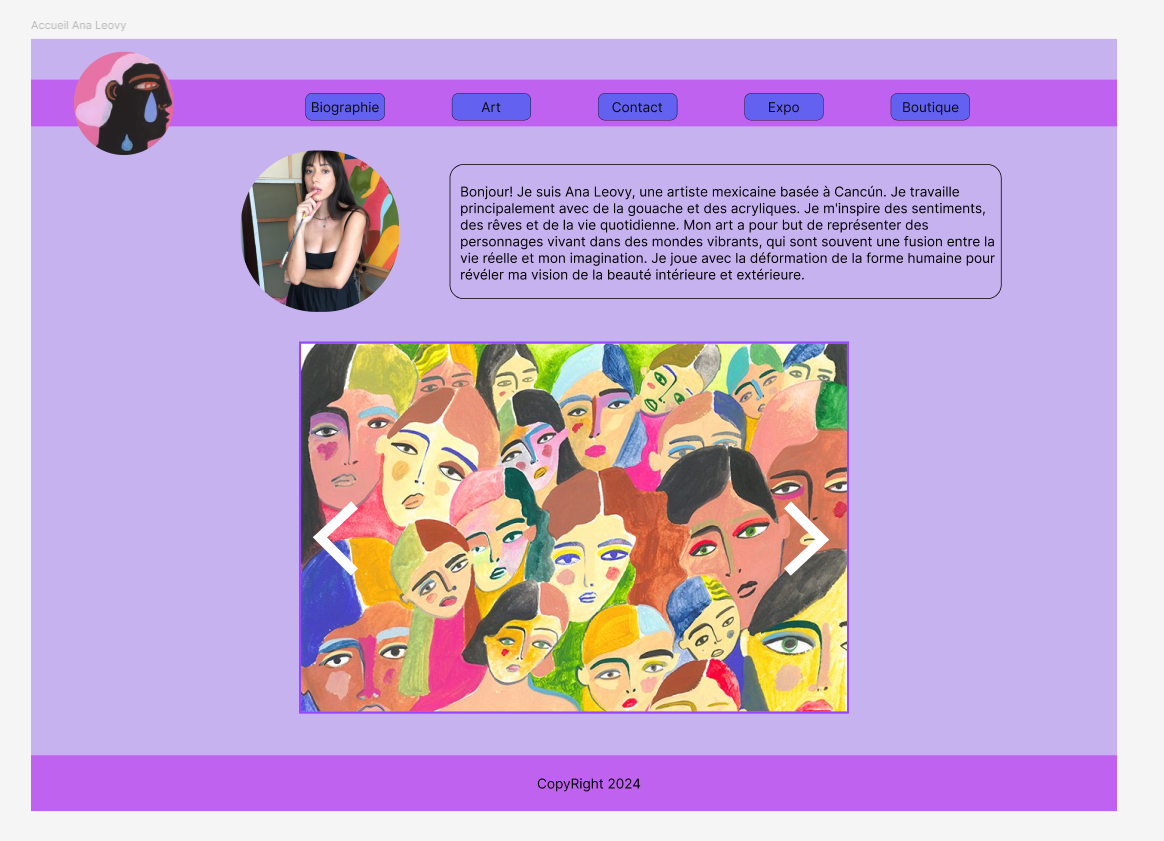 Accueil Ana Leovy
Biographie
Art
Contact
Expo
Boutique
Bonjour! Je suis Ana Leovy, une artiste mexicaine basée à Cancún. Je travaille
principalement avec de la gouache et des acryliques. Je m'inspire des sentiments,
des rêves et de la vie quotidienne. Mon art a pour but de représenter des
personnages vivant dans des mondes vibrants, qui sont souvent une fusion entre la
vie réelle et mon imagination. Je joue avec la déformation de la forme humaine pour
révéler ma vision de la beauté intérieure et extérieure.
CopyRight 2024